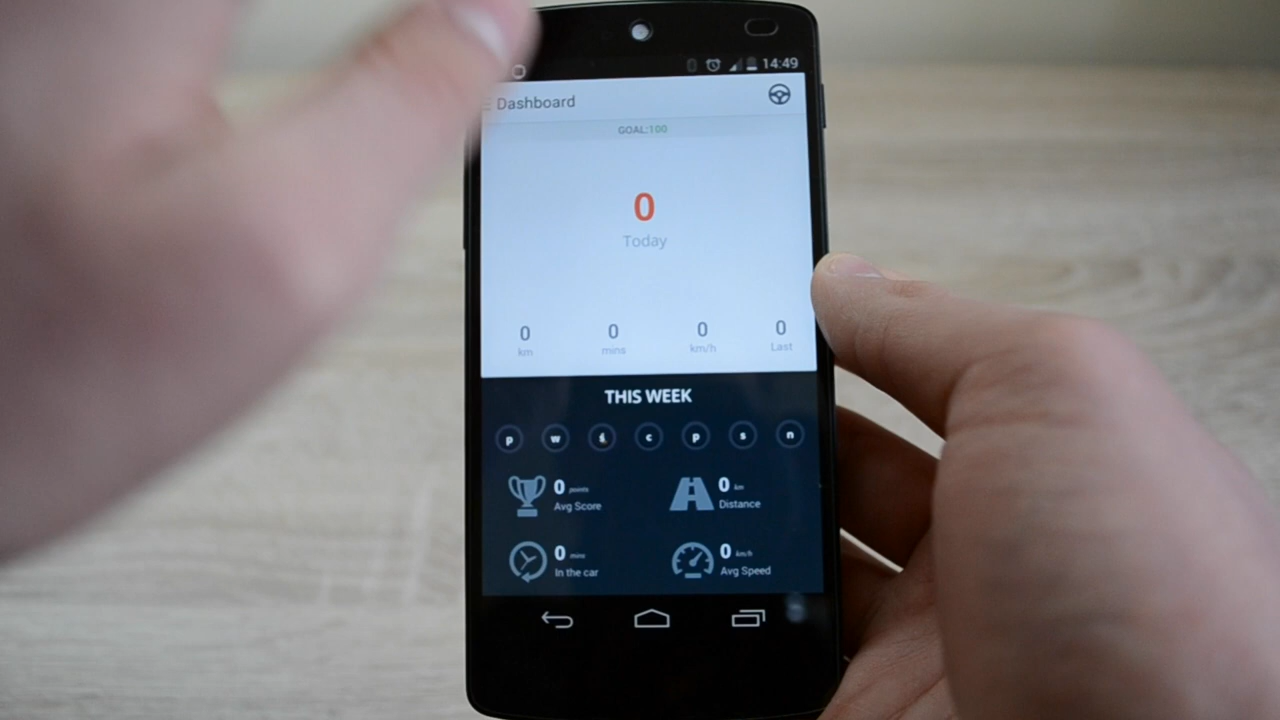 14:49
Dashboard
GOAL:100
0
Today
0 0 0 0
km mins km/h Last
THIS WEEK
p w ś c p s n
0 points 0 km
Avg Score Distance
0 mins 0 km/h
In the car Avg Speed